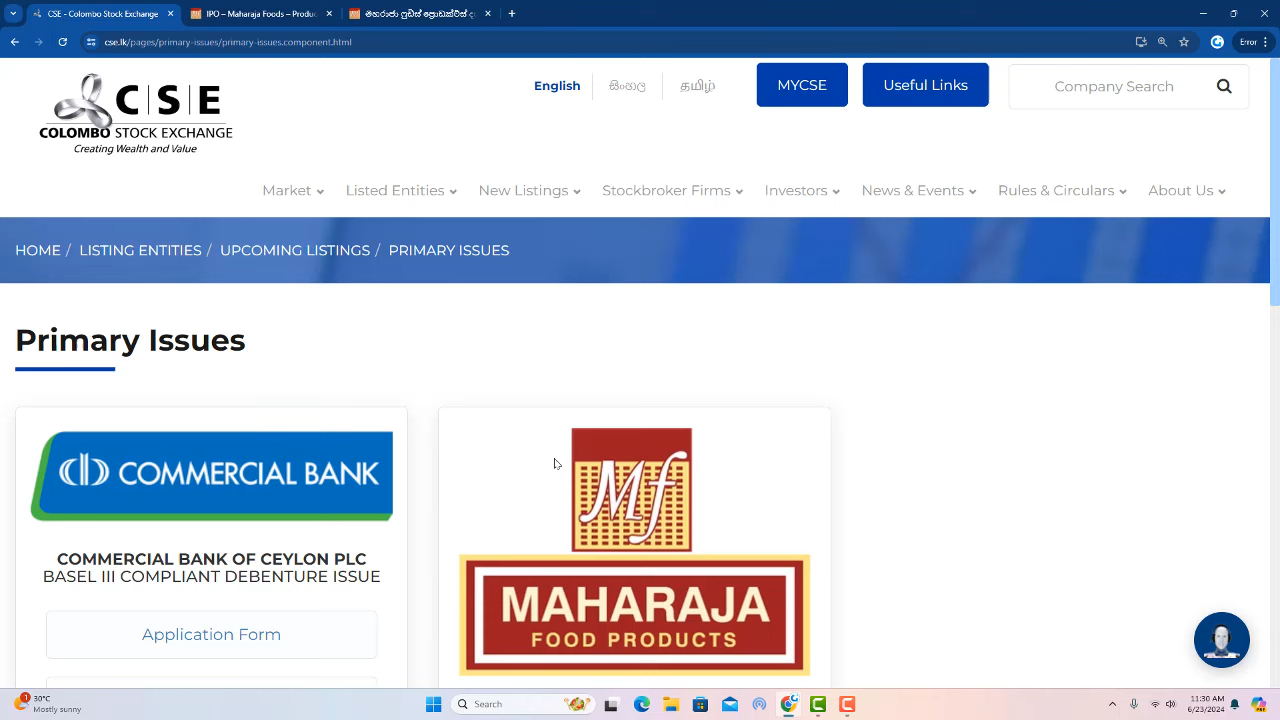 CSE - Colombo Stock Exchange
IPO – Maharaja Foods - Produc
මහරාජා ෆුඩ්ස් ප්‍රොඩක්ට්ස්
cse.lk/pages/primary-issues/primary-issues.component.html
Error
CSE
COLOMBO STOCK EXCHANGE
Creating Wealth and Value
English
සිංහල
தமிழ்
MYCSE
Useful Links
Company Search
Market
Listed Entities
New Listings
Stockbroker Firms
Investors
News & Events
Rules & Circulars
About Us
HOME / LISTING ENTITIES / UPCOMING LISTINGS / PRIMARY ISSUES
Primary Issues
COMMERCIAL BANK
COMMERCIAL BANK OF CEYLON PLC
BASEL III COMPLIANT DEBENTURE ISSUE
Application Form
Mf
MAHARAJA
FOOD PRODUCTS
1
30°C
Mostly sunny
Search
11:30 AM
6/23/2024